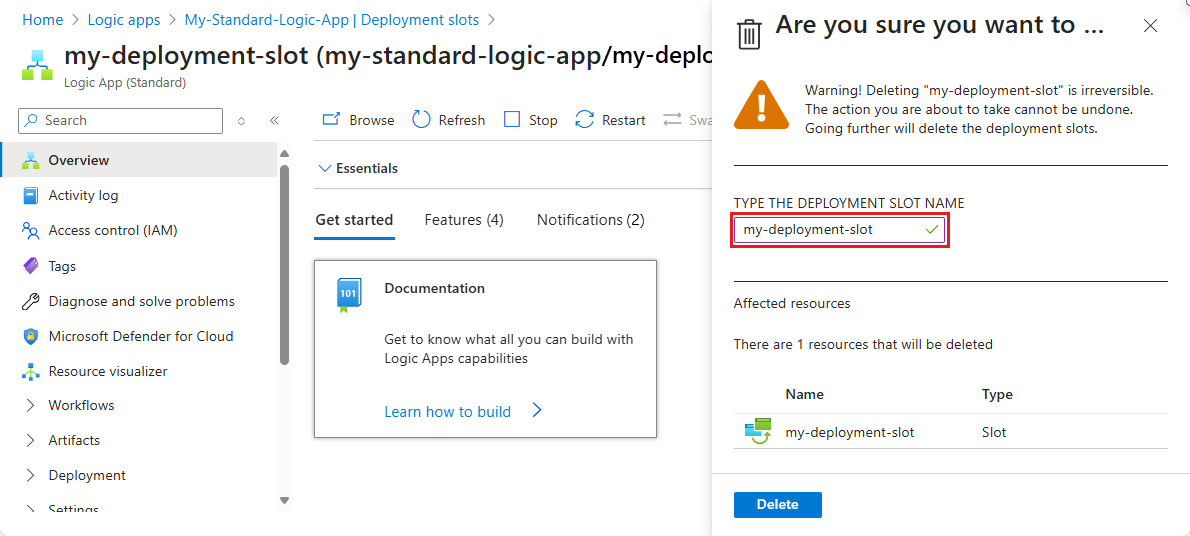 Home > Logic apps > My-Standard-Logic-App | Deployment slots >
my-deployment-slot (my-standard-logic-app/my-deplo
Logic App (Standard)
Search
Overview
Activity log
Access control (IAM)
Tags
Diagnose and solve problems
Microsoft Defender for Cloud
Resource visualizer
Workflows
Artifacts
Deployment
Settings
Browse Refresh Stop Restart Swa
Essentials
Get started Features (4) Notifications (2)
101
Documentation
Get to know what all you can build with
Logic Apps capabilities
Learn how to build
Are you sure you want to ...
Warning! Deleting "my-deployment-slot" is irreversible.
The action you are about to take cannot be undone.
Going further will delete the deployment slots.
TYPE THE DEPLOYMENT SLOT NAME
my-deployment-slot
Affected resources
There are 1 resources that will be deleted
Name Type
my-deployment-slot Slot
Delete